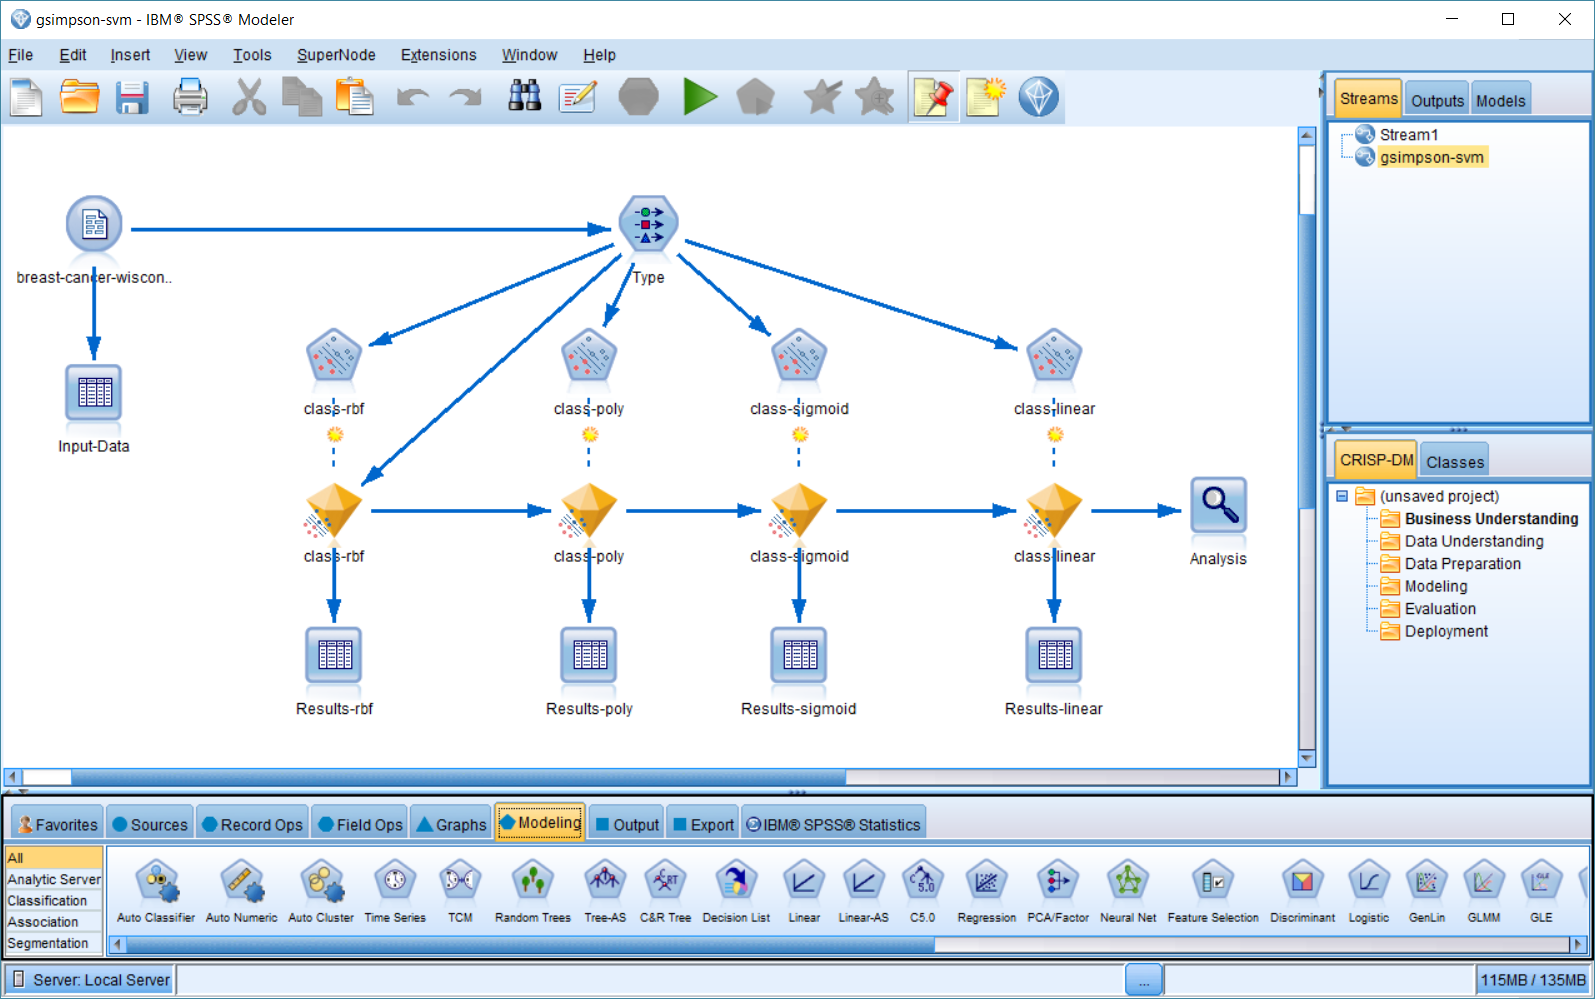 gsimpson-svm - IBM® SPSS® Modeler
File Edit Insert View Tools SuperNode Extensions Window Help
Streams Outputs Models
Stream1
gsimpson-svm
breast-cancer-wiscon..
Type
class-rbf class-poly class-sigmoid class-linear
Input-Data
class-rbf class-poly class-sigmoid class-linear Analysis
Results-rbf Results-poly Results-sigmoid Results-linear
CRISP-DM Classes
(unsaved project)
Business Understanding
Data Understanding
Data Preparation
Modeling
Evaluation
Deployment
Favorites Sources Record Ops Field Ops Graphs Modeling Output Export IBM® SPSS® Statistics
All
Analytic Server
Classification
Association
Segmentation
Auto Classifier Auto Numeric Auto Cluster Time Series TCM Random Trees Tree-AS C&R Tree Decision List Linear Linear-AS C5.0 Regression PCA/Factor Neural Net Feature Selection Discriminant Logistic GenLin GLMM GLE
Server: Local Server ... 115MB / 135MB